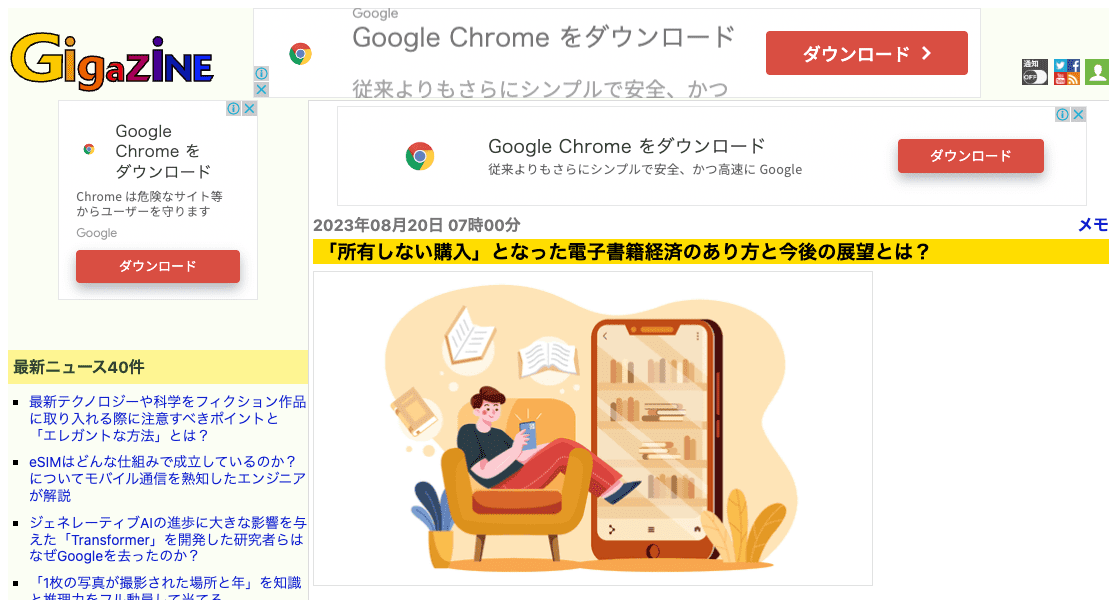 GigaZiNE
Google
Google Chrome をダウンロード
従来よりもさらにシンプルで安全、かつ
ダウンロード
通知
OFF
Google
Chrome を
ダウンロード
Chrome は危険なサイト等
からユーザーを守ります
Google
ダウンロード
Google Chrome をダウンロード
従来よりもさらにシンプルで安全、かつ高速に Google
ダウンロード
2023年08月20日 07時00分
メモ
「所有しない購入」となった電子書籍経済のあり方と今後の展望とは？
最新ニュース40件
最新テクノロジーや科学をフィクション作品
に取り入れる際に注意すべきポイントと
「エレガントな方法」とは？
eSIMはどんな仕組みで成立しているのか？
についてモバイル通信を熟知したエンジニア
が解説
ジェネレーティブAIの進歩に大きな影響を与
えた「Transformer」を開発した研究者らは
なぜGoogleを去ったのか？
「1枚の写真が撮影された場所と年」を知識
と推理力をフル動員して当てる